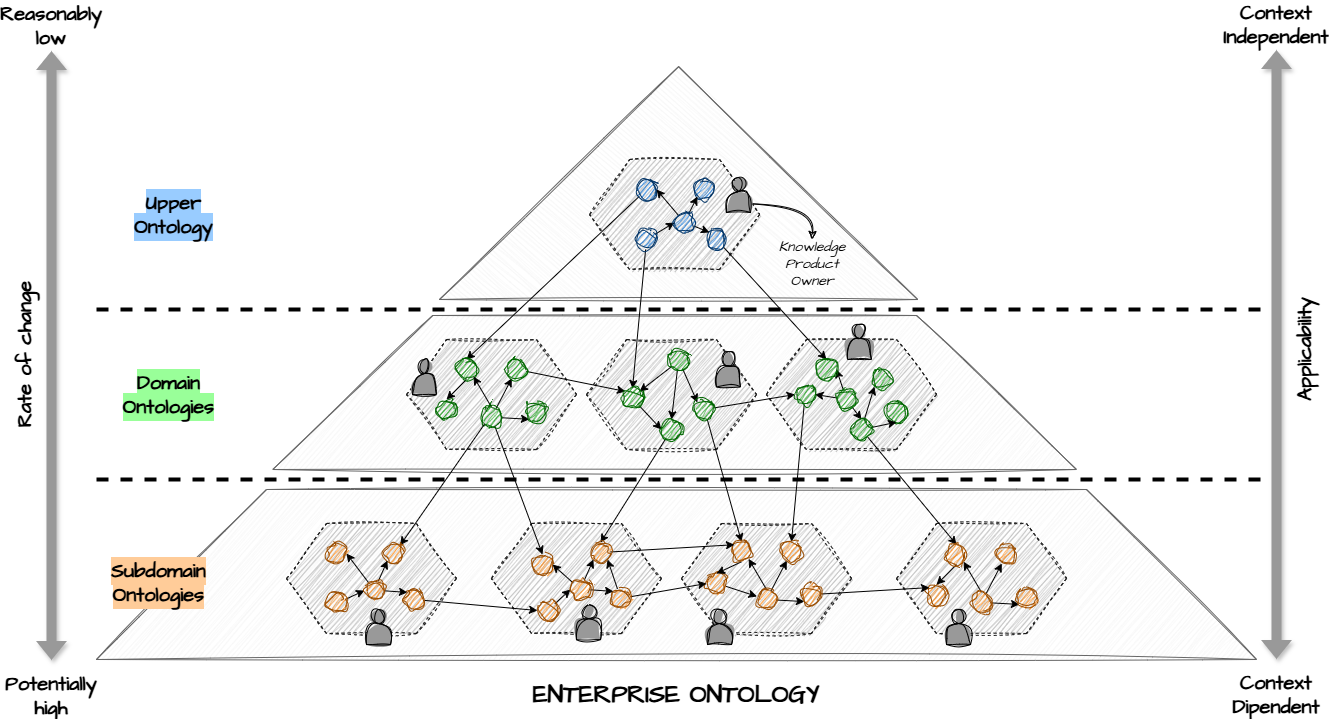 Reasonably
low
Context
Independent
Upper
Ontology
Knowledge
Product
Owner
Rate of change
Applicability
Domain
Ontologies
Subdomain
Ontologies
Potentially
high
ENTERPRISE ONTOLOGY
Context
Dipendent